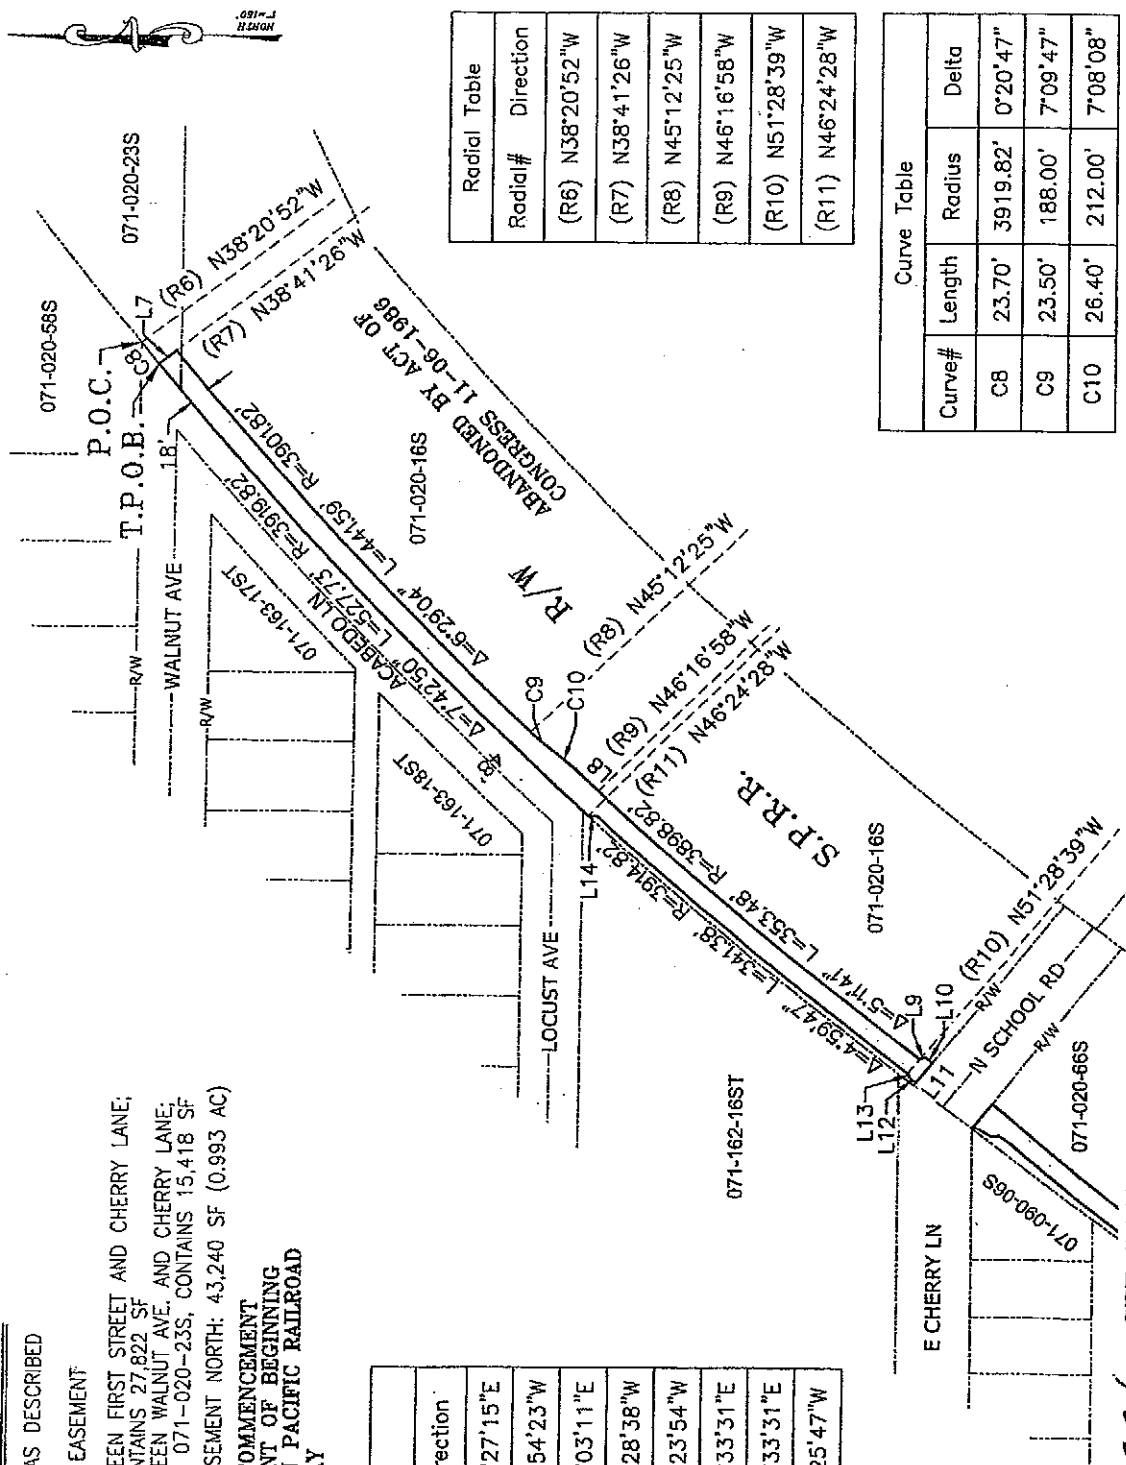 NORTH
1"=160'
Radial Table
Radial# Direction
(R6) N38°20'52"W
(R7) N38°41'26"W
(R8) N45°12'25"W
(R9) N46°16'58"W
(R10) N51°28'39"W
(R11) N46°24'28"W
Curve Table
Curve# Length Radius Delta
C8 23.70' 3919.82' 0°20'47"
C9 23.50' 188.00' 7°09'47"
C10 26.40' 212.00' 7°08'08"
071-020-58S
071-020-23S
P.O.C.
T.P.O.B.
C8
L7
(R6) N38°20'52"W
(R7) N38°41'26"W
R/W
WALNUT AVE
18'
R/W
071-163-17ST
ACABEDO LN
Δ=7°42'50" L=527.73' R=3919.82'
Δ=6°29'04" L=441.59' R=3901.82'
071-020-16S
ABANDONED BY ACT OF
CONGRESS 11-06-1986
R/W
071-163-18ST
C9
C10
(R8) N45°12'25"W
L8
(R9) N46°16'58"W
(R11) N46°24'28"W
LOCUST AVE
L14
Δ=4°59'47" L=341.38' R=3914.82'
Δ=5°11'41" L=353.48' R=3898.82'
S.P.R.R.
071-020-16S
071-162-16ST
L13
L12
L11
L9
L10
(R10) N51°28'39"W
R/W
N SCHOOL RD
R/W
E CHERRY LN
071-090-06S
071-020-66S
AS DESCRIBED
EASEMENT
EEN FIRST STREET AND CHERRY LANE;
NTAINS 27,822 SF
EEN WALNUT AVE. AND CHERRY LANE;
071-020-23S, CONTAINS 15,418 SF
SEMENT NORTH: 43,240 SF (0.993 AC)
OMMENCEMENT
NT OF BEGINNING
PACIFIC RAILROAD
AY
rection
27'15"E
54'23"W
03'11"E
28'38"W
23'54"W
33'31"E
33'31"E
25'47"W